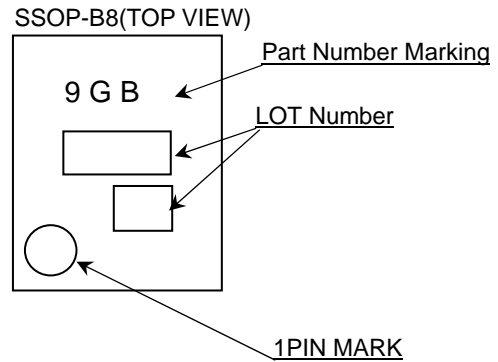 SSOP-B8(TOP VIEW)
Part Number Marking
9 G B
LOT Number
1PIN MARK